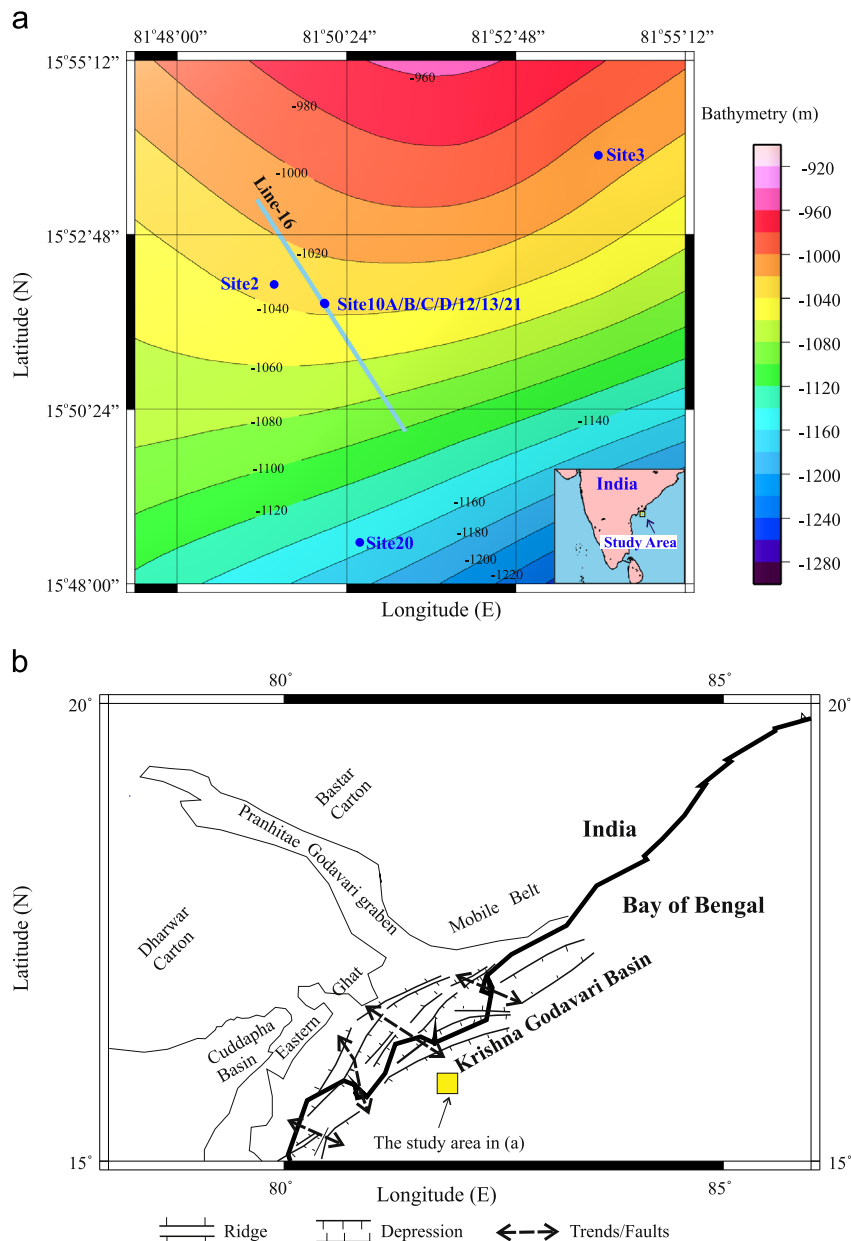 a
81°48'00"
81°50'24"
81°52'48"
81°55'12"
15°55'12"
15°52'48"
15°50'24"
15°48'00"
Latitude (N)
Longitude (E)
-960
-980
-1000
-1020
-1040
-1060
-1080
-1100
-1120
-1140
-1160
-1180
-1200
-1220
Line-16
Site3
Site2
Site10A/B/C/D/12/13/21
Site20
India
Study Area
Bathymetry (m)
-920
-960
-1000
-1040
-1080
-1120
-1160
-1200
-1240
-1280
b
80°
85°
20°
20°
15°
15°
80°
85°
Latitude (N)
Longitude (E)
Bastar
Carton
Pranhitae Godavari graben
Dharwar
Carton
Mobile Belt
India
Bay of Bengal
Eastern Ghat
Cuddapha
Basin
Krishna Godavari Basin
The study area in (a)
Ridge
Depression
Trends/Faults